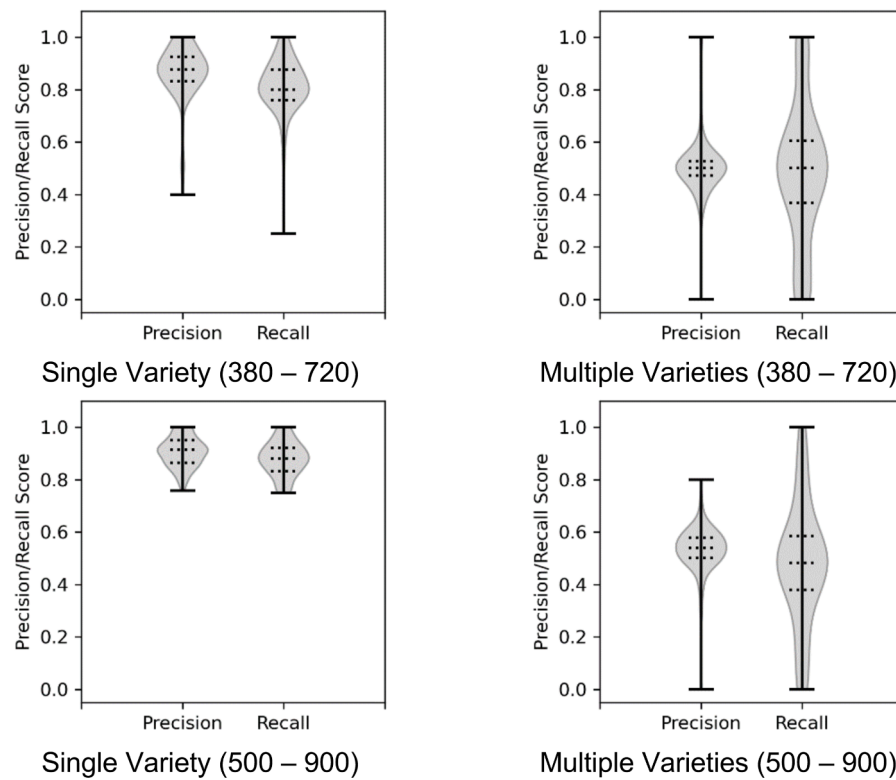 1.0
0.8
0.6
0.4
0.2
0.0
Precision/Recall Score
Precision Recall
Single Variety (380 – 720)
1.0
0.8
0.6
0.4
0.2
0.0
Precision/Recall Score
Precision Recall
Multiple Varieties (380 – 720)
1.0
0.8
0.6
0.4
0.2
0.0
Precision/Recall Score
Precision Recall
Single Variety (500 – 900)
1.0
0.8
0.6
0.4
0.2
0.0
Precision/Recall Score
Precision Recall
Multiple Varieties (500 – 900)